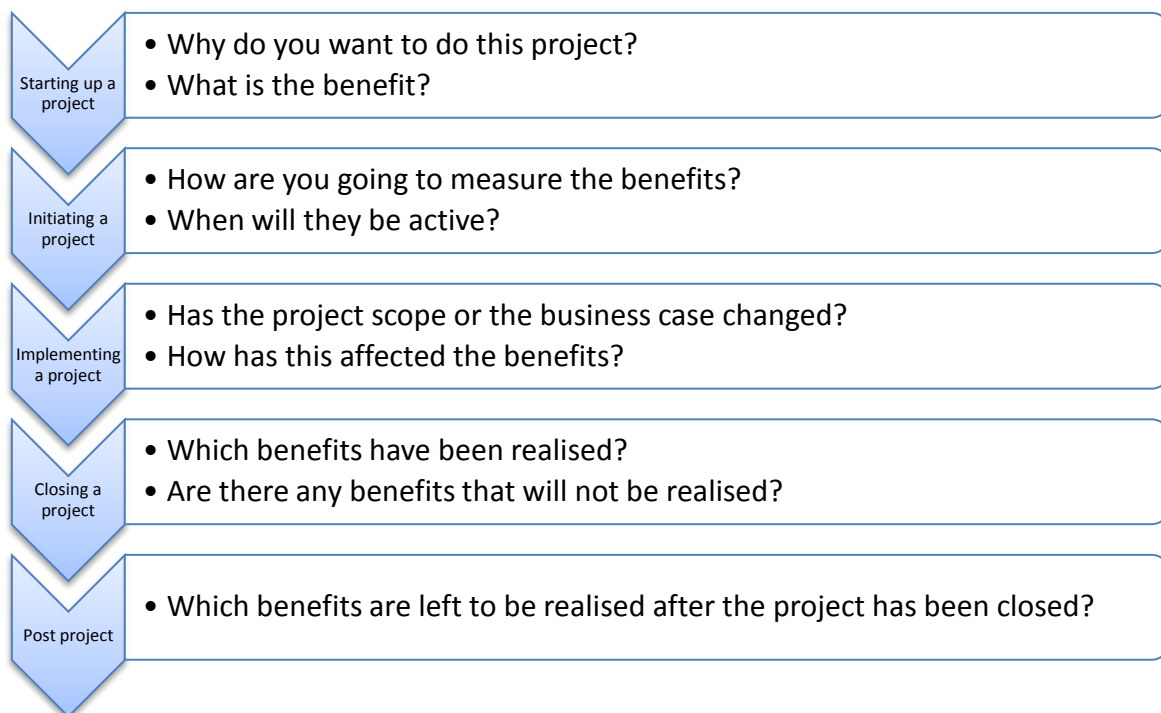 Starting up a
project
• Why do you want to do this project?
• What is the benefit?
Initiating a
project
• How are you going to measure the benefits?
• When will they be active?
Implementing
a project
• Has the project scope or the business case changed?
• How has this affected the benefits?
Closing a
project
• Which benefits have been realised?
• Are there any benefits that will not be realised?
Post project
• Which benefits are left to be realised after the project has been closed?